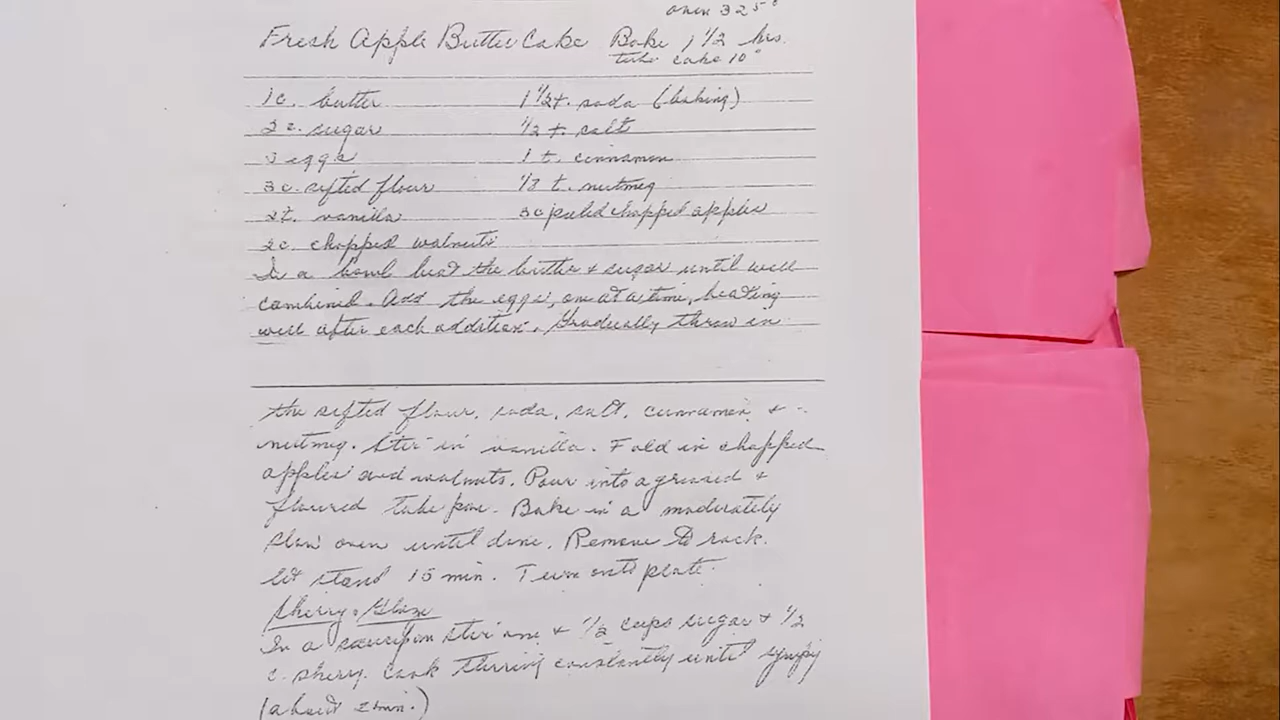 oven 325°
Fresh Apple Butter Cake Bake 1 1/2 hrs.
tube cake 10"
1c. butter 1 1/2 t. soda (baking)
2 c. sugar 1/2 t. salt
3 eggs 1 t. cinnamon
3c. sifted flour 1/8 t. nutmeg
2t. vanilla 3c peeled chopped apples
2c. chopped walnuts
In a bowl beat the butter & sugar until well
combined. Add the eggs, one at a time, beating
well after each addition. Gradually throw in
the sifted flour, soda, salt, cinnamon, &
nutmeg. Stir in vanilla. Fold in chopped
apples and walnuts. Pour into a greased &
floured tube pan. Bake in a moderately
slow oven until done. Remove to rack.
Let stand 15 min. Turn onto plate.
Sherry Glaze
In a saucepan stir one & 1/2 cups sugar & 1/2
c. sherry. Cook stirring constantly until syrupy
(about 2 min.)